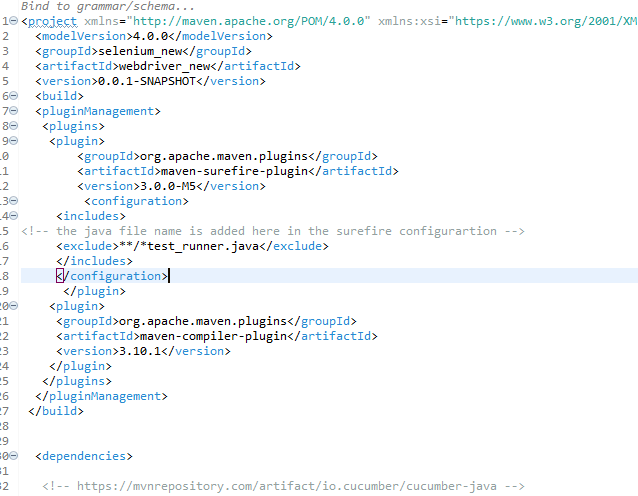 Bind to grammar/schema...
1 <project xmlns="http://maven.apache.org/POM/4.0.0" xmlns:xsi="https://www.w3.org/2001/XM
2 <modelVersion>4.0.0</modelVersion>
3 <groupId>selenium_new</groupId>
4 <artifactId>webdriver_new</artifactId>
5 <version>0.0.1-SNAPSHOT</version>
6 <build>
7 <pluginManagement>
8 <plugins>
9 <plugin>
10 <groupId>org.apache.maven.plugins</groupId>
11 <artifactId>maven-surefire-plugin</artifactId>
12 <version>3.0.0-M5</version>
13 <configuration>
14 <includes>
15 <!-- the java file name is added here in the surefire configurartion -->
16 <exclude>**/*test_runner.java</exclude>
17 </includes>
18 </configuration>
19 </plugin>
20 <plugin>
21 <groupId>org.apache.maven.plugins</groupId>
22 <artifactId>maven-compiler-plugin</artifactId>
23 <version>3.10.1</version>
24 </plugin>
25 </plugins>
26 </pluginManagement>
27 </build>
28
29
30 <dependencies>
31
32 <!-- https://mvnrepository.com/artifact/io.cucumber/cucumber-java -->